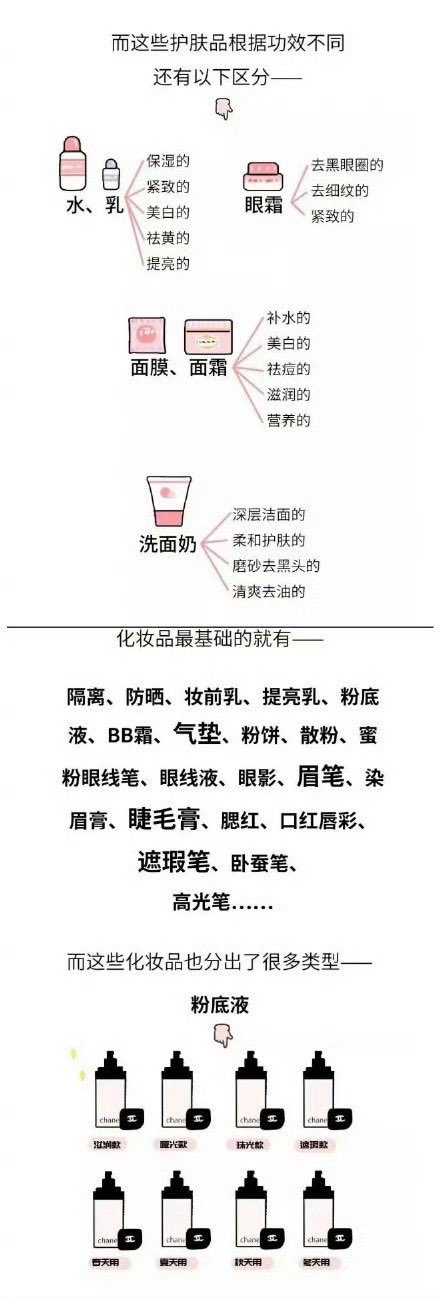 而这些护肤品根据功效不同
还有以下区分——
水、乳
保湿的
紧致的
美白的
祛黄的
提亮的
眼霜
去黑眼圈的
去细纹的
紧致的
面膜、面霜
补水的
美白的
祛痘的
滋润的
营养的
洗面奶
深层洁面的
柔和护肤的
磨砂去黑头的
清爽去油的
化妆品最基础的就有——
隔离、防晒、妆前乳、提亮乳、粉底
液、BB霜、气垫、粉饼、散粉、蜜
粉眼线笔、眼线液、眼影、眉笔、染
眉膏、睫毛膏、腮红、口红唇彩、
遮瑕笔、卧蚕笔、
高光笔……
而这些化妆品也分出了很多类型——
粉底液
chane
chane
chane
chane
滋润款
哑光款
珠光款
遮瑕款
chane
chane
chane
chane
春天用
夏天用
秋天用
冬天用